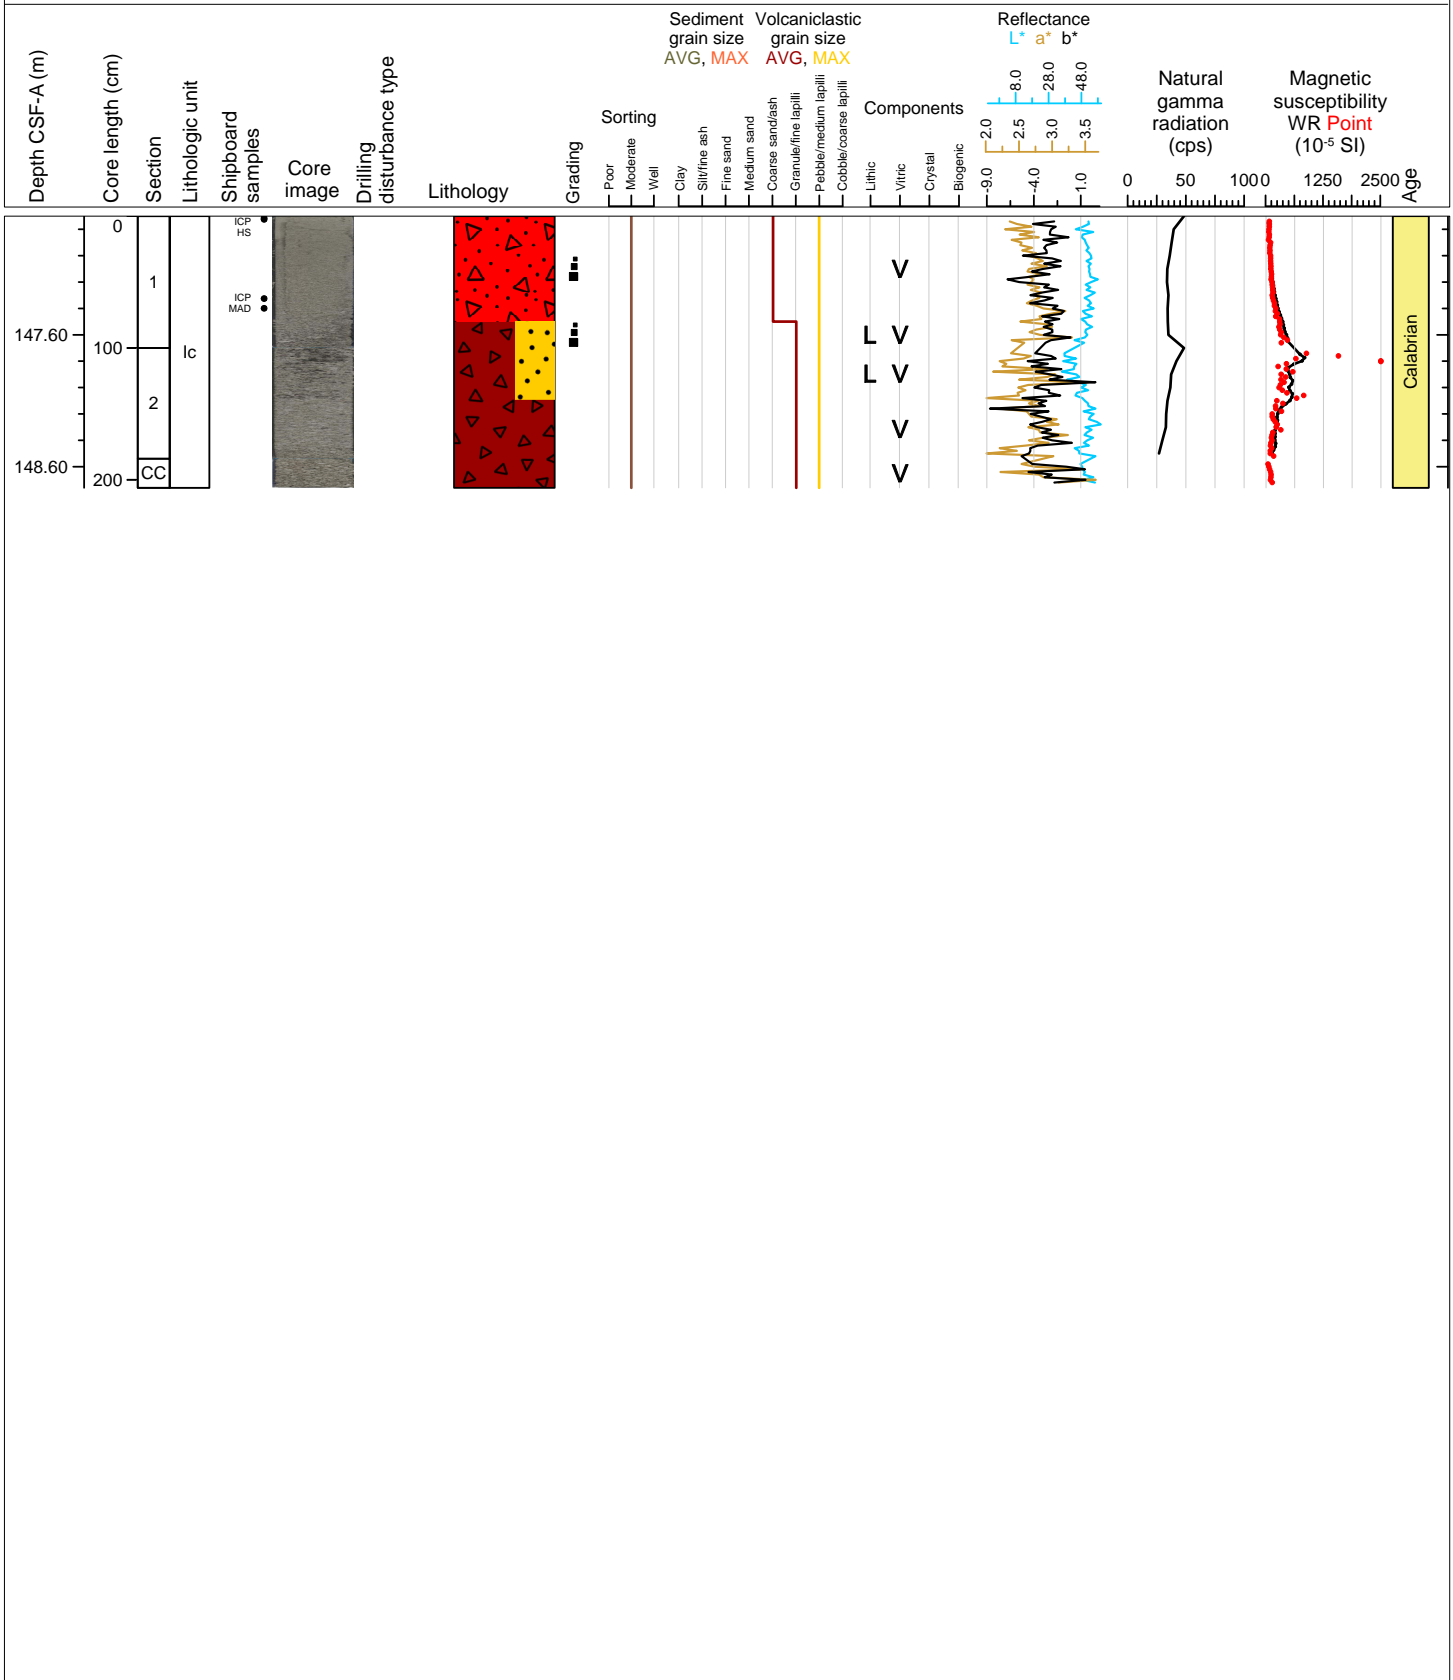 Depth CSF-A (m)
Core length (cm)
Section
Lithologic unit
Shipboard
samples
Core
image
Drilling
disturbance type
Lithology
Grading
Sorting
Poor
Moderate
Well
Sediment
grain size
AVG, MAX
Volcaniclastic
grain size
AVG, MAX
Clay
Silt/fine ash
Fine sand
Medium sand
Coarse sand/ash
Granule/fine lapilli
Pebble/medium lapilli
Cobble/coarse lapilli
Components
Lithic
Vitric
Crystal
Biogenic
Reflectance
L* a* b*
8.0 28.0 48.0
2.0 2.5 3.0 3.5
-9.0 -4.0 1.0
Natural
gamma
radiation
(cps)
0 50 100
Magnetic
susceptibility
WR Point
(10-5 SI)
0 1250 2500
Age
0
ICP
HS
1
V
ICP
MAD
147.60
L V
100
Ic
L V
Calabrian
2
V
148.60
CC
V
200